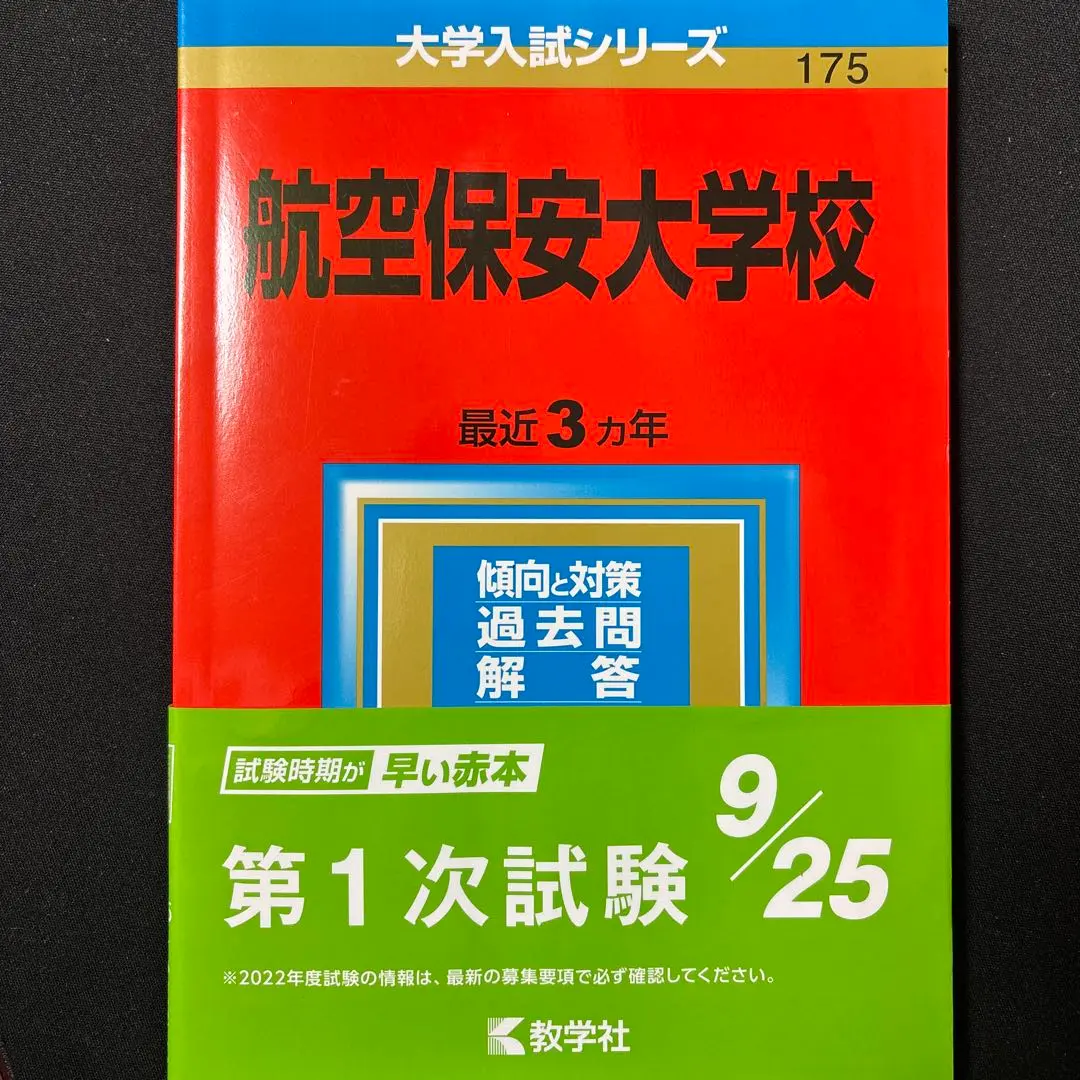 大学入試シリーズ
175
航空保安大学校
最近3カ年
傾向と対策
過去問
解答
試験時期が 早い赤本
第1次試験 9/25
※2022年度試験の情報は、最新の募集要項で必ず確認してください。
教学社